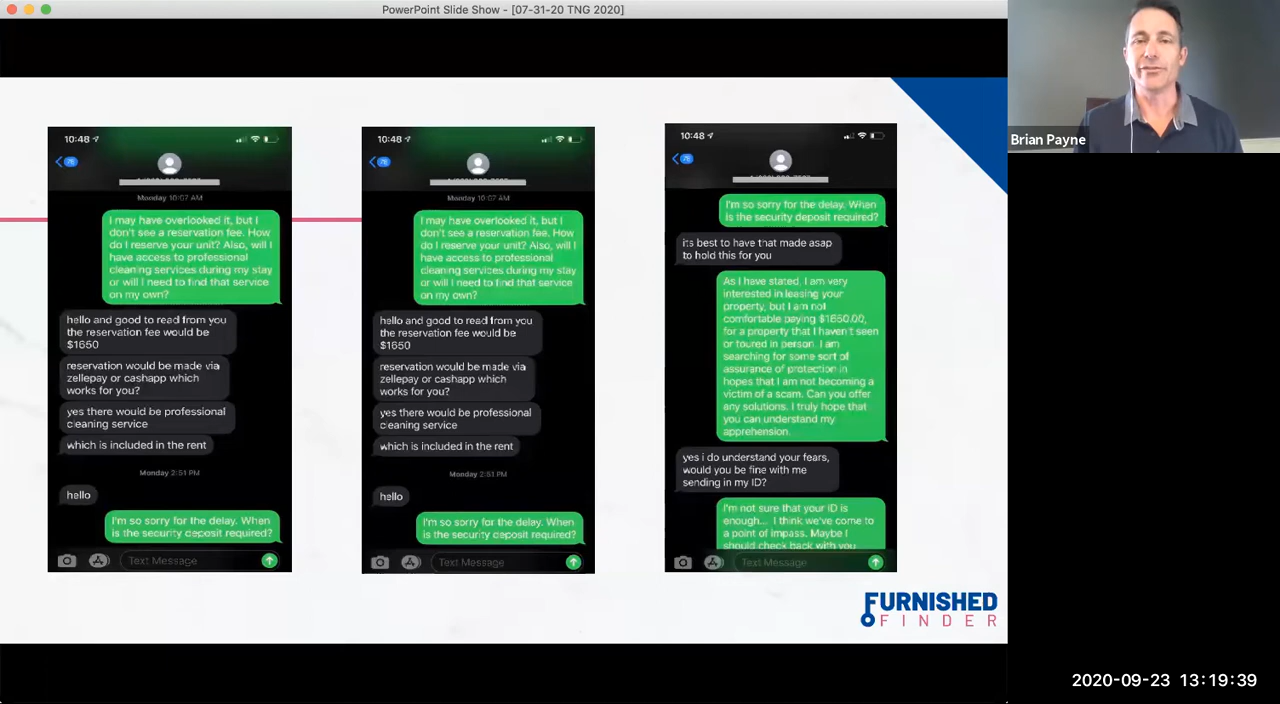 PowerPoint Slide Show - [07-31-20 TNG 2020]
10:48
76
Monday 10:07 AM
I may have overlooked it, but I
don't see a reservation fee. How
do I reserve your unit? Also, will I
have access to professional
cleaning services during my stay
or will I need to find that service
on my own?
hello and good to read from you
the reservation fee would be
$1650
reservation would be made via
zellepay or cashapp which
works for you?
yes there would be professional
cleaning service
which is included in the rent
Monday 2:51 PM
hello
I'm so sorry for the delay. When
is the security deposit required?
Text Message
10:48
76
Monday 10:07 AM
I may have overlooked it, but I
don't see a reservation fee. How
do I reserve your unit? Also, will I
have access to professional
cleaning services during my stay
or will I need to find that service
on my own?
hello and good to read from you
the reservation fee would be
$1650
reservation would be made via
zellepay or cashapp which
works for you?
yes there would be professional
cleaning service
which is included in the rent
Monday 2:51 PM
hello
I'm so sorry for the delay. When
is the security deposit required?
Text Message
10:48
76
I'm so sorry for the delay. When
is the security deposit required?
its best to have that made asap
to hold this for you
As I have stated, I am very
interested in leasing your
property, but I am not
comfortable paying $1650.00,
for a property that I haven't seen
or toured in person. I am
searching for some sort of
assurance of protection in
hopes that I am not becoming a
victim of a scam. Can you offer
any solutions. I truly hope that
you can understand my
apprehension.
yes i do understand your fears,
would you be fine with me
sending in my ID?
I'm not sure that your ID is
enough... I think we've come to
a point of impass. Maybe I
should check back with you
Text Message
FURNISHED
FINDER
Brian Payne
2020-09-23 13:19:39